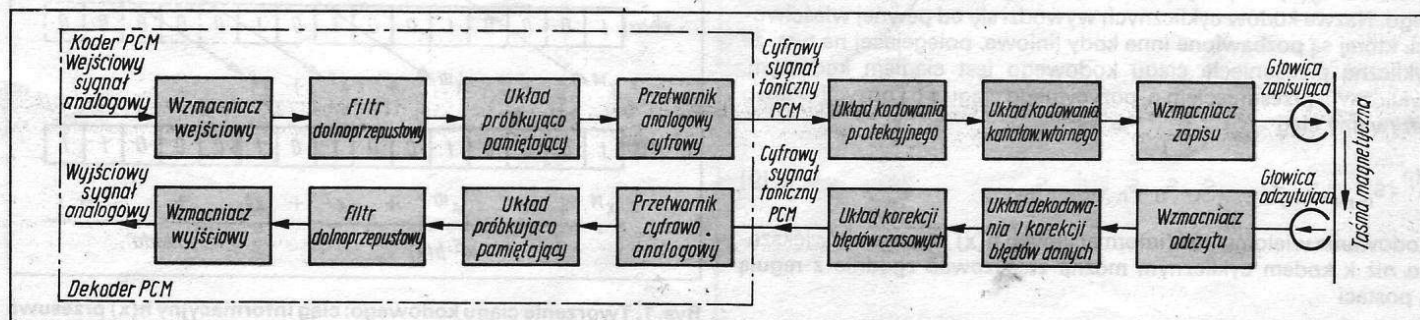 Koder PCM
Wejściowy
sygnał
analogowy
Wzmacniacz
wejściowy
Filtr
dolnoprzepustowy
Układ
próbkująco
pamiętający
Przetwornik
analogowy
cyfrowy
Cyfrowy
sygnał
foniczny
PCM
Układ kodowania
protekcyjnego
Układ kodowania
kanałow.wtórnego
Wzmacniacz
zapisu
Głowica
zapisująca
Wyjściowy
sygnał
analogowy
Wzmacniacz
wyjściowy
Filtr
dolnoprzepustowy
Układ
próbkująco
pamiętający
Przetwornik
cyfrowo
analogowy
Cyfrowy
sygnał
foniczny
PCM
Układ korekcji
błędów czasowych
Układ dekodowa-
nia i korekcji
błędów danych
Wzmacniacz
odczytu
Głowica
odczytująca
Taśma magnetyczna
Dekoder PCM